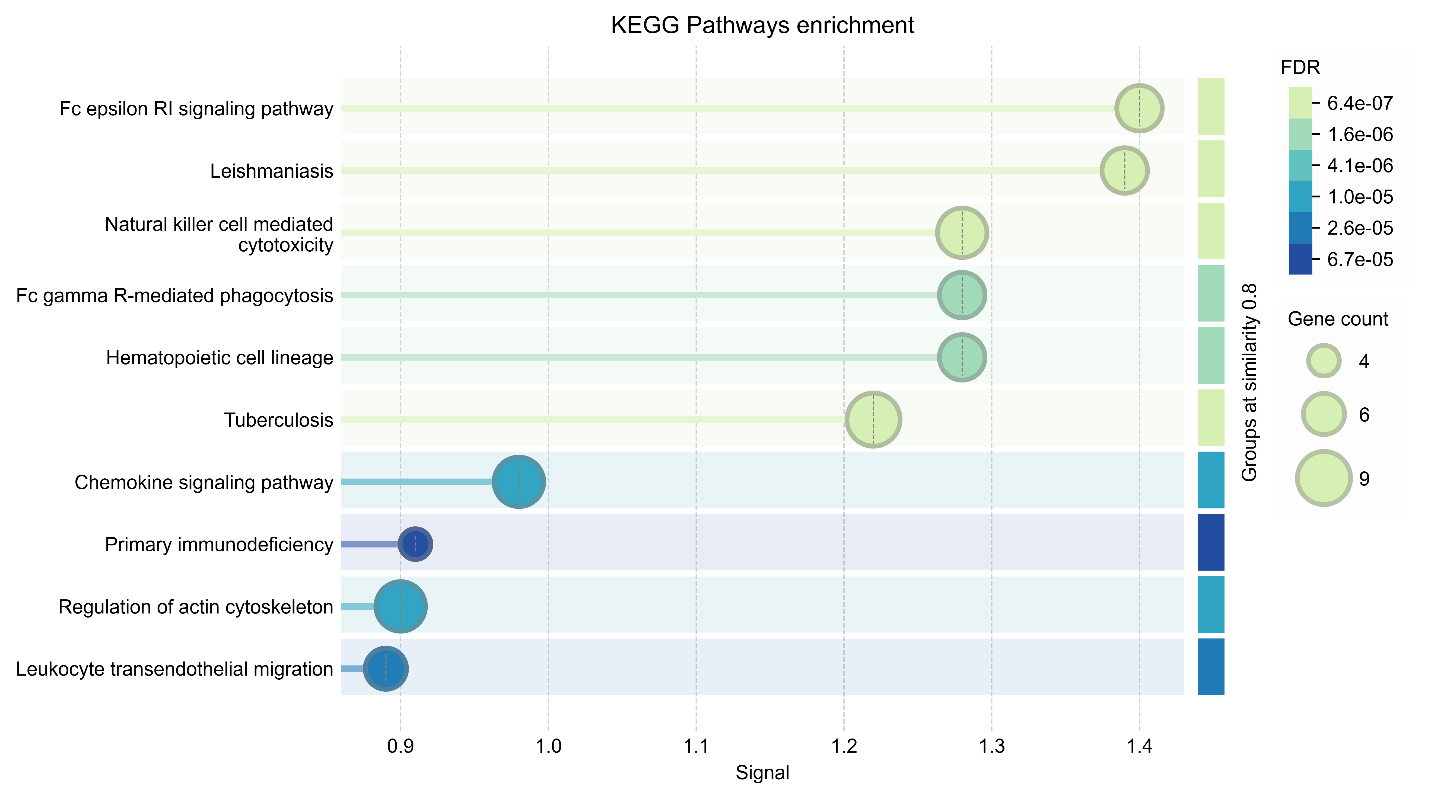 KEGG Pathways enrichment
Fc epsilon RI signaling pathway
Leishmaniasis
Natural killer cell mediated
cytotoxicity
Fc gamma R-mediated phagocytosis
Hematopoietic cell lineage
Tuberculosis
Chemokine signaling pathway
Primary immunodeficiency
Regulation of actin cytoskeleton
Leukocyte transendothelial migration
0.9 1.0 1.1 1.2 1.3 1.4
Signal
Groups at similarity 0.8
FDR
6.4e-07
1.6e-06
4.1e-06
1.0e-05
2.6e-05
6.7e-05
Gene count
4
6
9